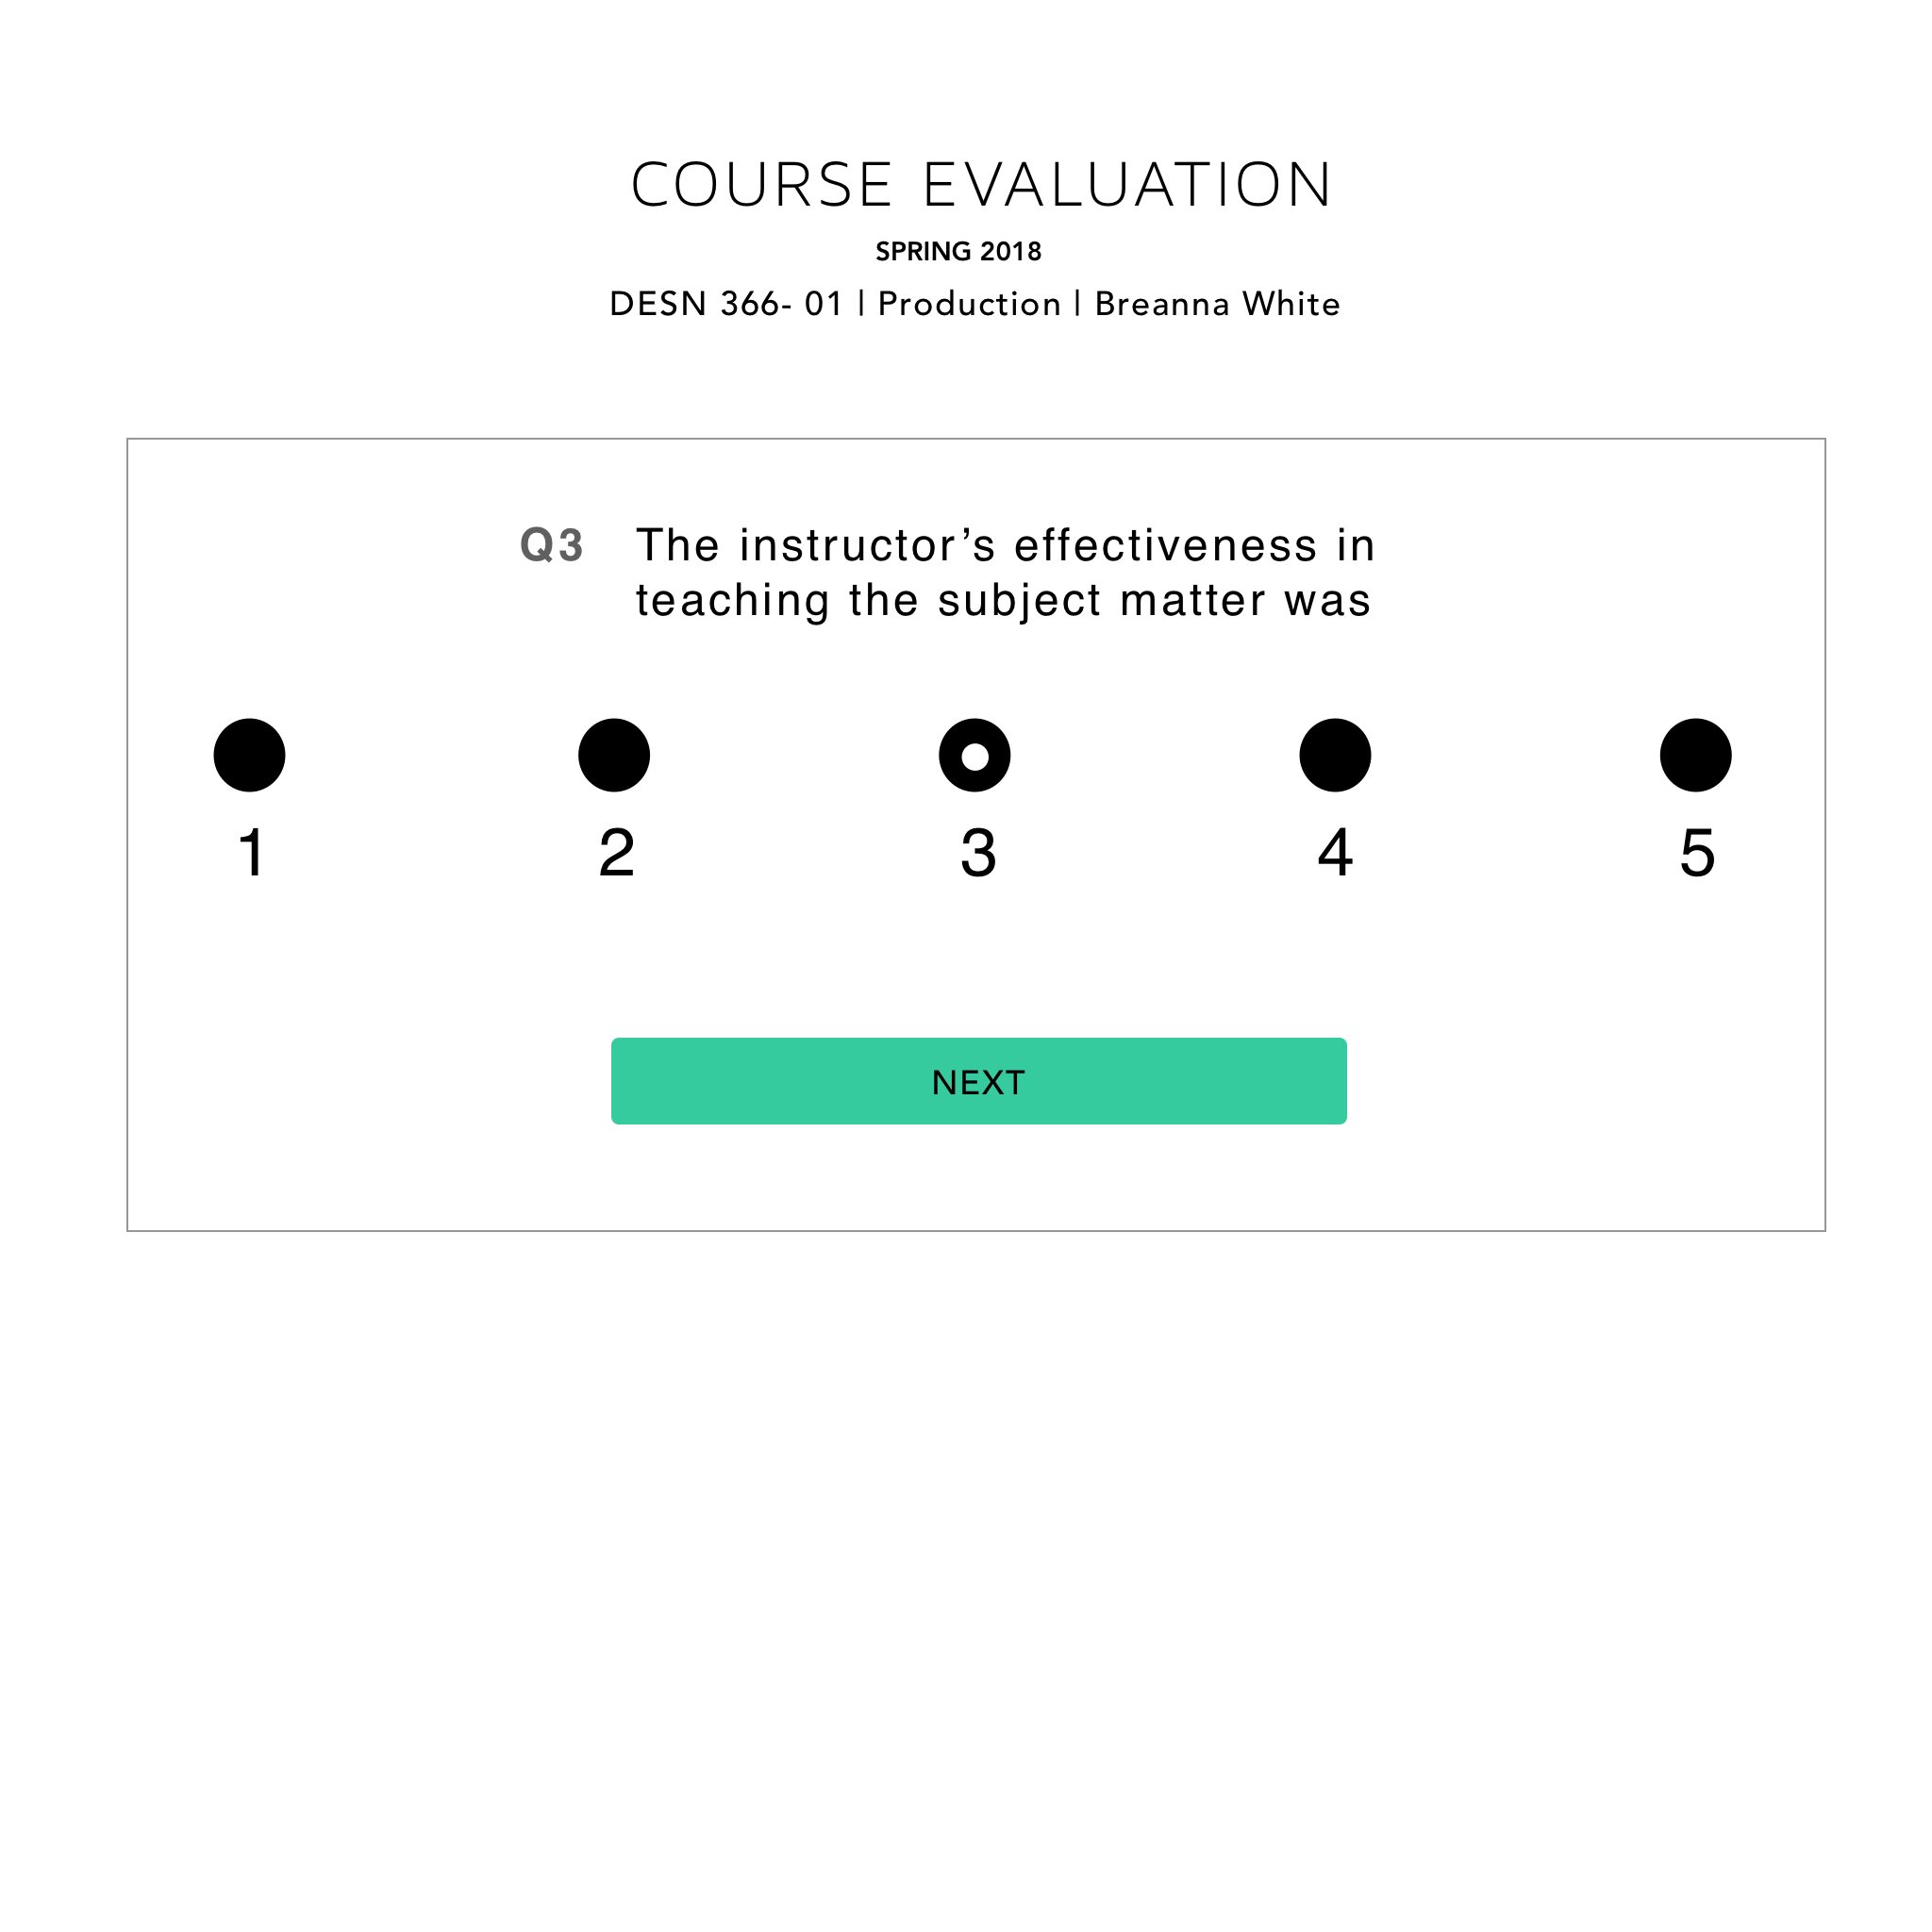 COURSE EVALUATION
SPRING 2018
DESN 366- 01 | Production | Breanna White
Q3 The instructor’s effectiveness in
teaching the subject matter was
1 2 3 4 5
NEXT